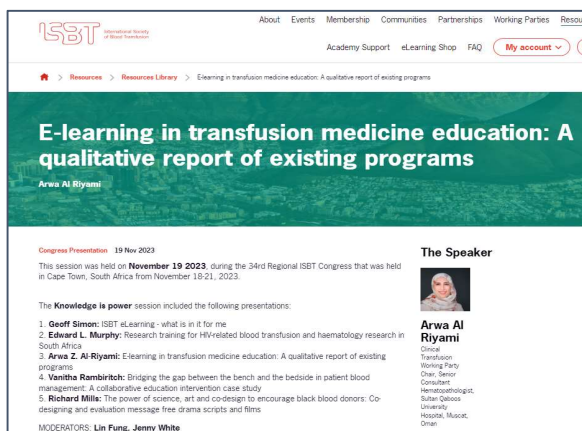 ISBT International Society
of Blood Transfusion
About Events Membership Communities Partnerships Working Parties Resou
Academy Support eLearning Shop FAQ My account
> Resources > Resources Library > E-learning in transfusion medicine education: A qualitative report of existing programs
E-learning in transfusion medicine education: A
qualitative report of existing programs
Arwa Al Riyami
Congress Presentation 19 Nov 2023
This session was held on November 19 2023, during the 34rd Regional ISBT Congress that was held
in Cape Town, South Africa from November 18-21, 2023.
The Knowledge is power session included the following presentations:
1. Geoff Simon: ISBT eLearning - what is in it for me
2. Edward L. Murphy: Research training for HIV-related blood transfusion and haematology research in
South Africa
3. Arwa Z. Al-Riyami: E-learning in transfusion medicine education: A qualitative report of existing
programs
4. Vanitha Rambiritch: Bridging the gap between the bench and the bedside in patient blood
management: A collaborative education intervention case study
5. Richard Mills: The power of science, art and co-design to encourage black blood donors: Co-
designing and evaluation message free drama scripts and films
MODERATORS: Lin Fung, Jenny White
The Speaker
Arwa Al
Riyami
Clinical
Transfusion
Working Party
Chair, Senior
Consultant
Hematopathologist,
Sultan Qaboos
University
Hospital, Muscat,
Oman